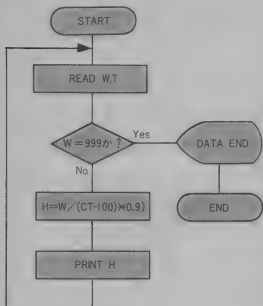 START
READ W,T
W=999か?
Yes
DATA END
No
H=W/(CT-100)×0.9)
END
PRINT H